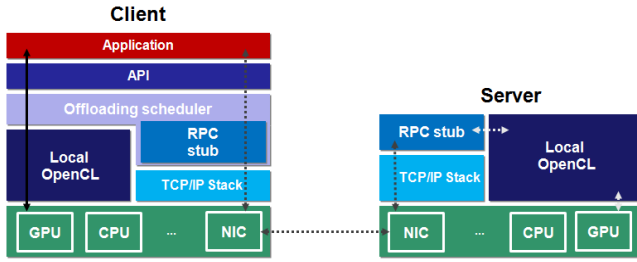 Client
Application
API
Offloading scheduler
RPC
stub
Local
OpenCL
TCP/IP Stack
GPU CPU ... NIC
Server
RPC stub
Local
OpenCL
TCP/IP Stack
NIC ... CPU GPU